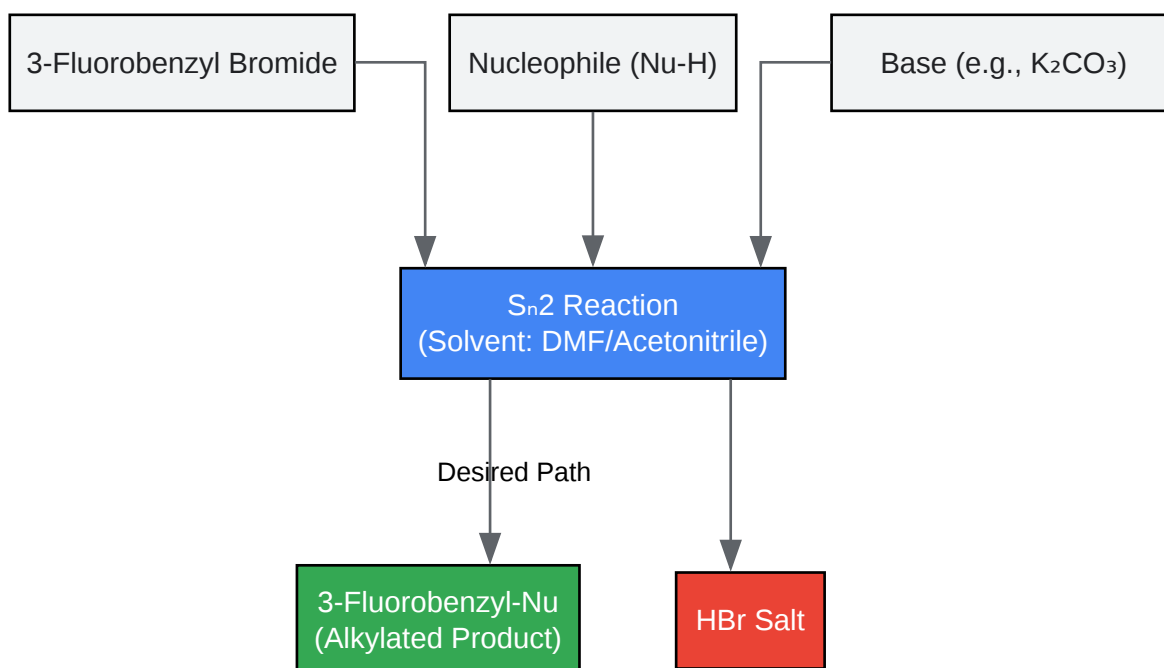 3-Fluorobenzyl Bromide
Nucleophile (Nu-H)
Base (e.g., K₂CO₃)
Sₙ2 Reaction
(Solvent: DMF/Acetonitrile)
Desired Path
3-Fluorobenzyl-Nu
(Alkylated Product)
HBr Salt